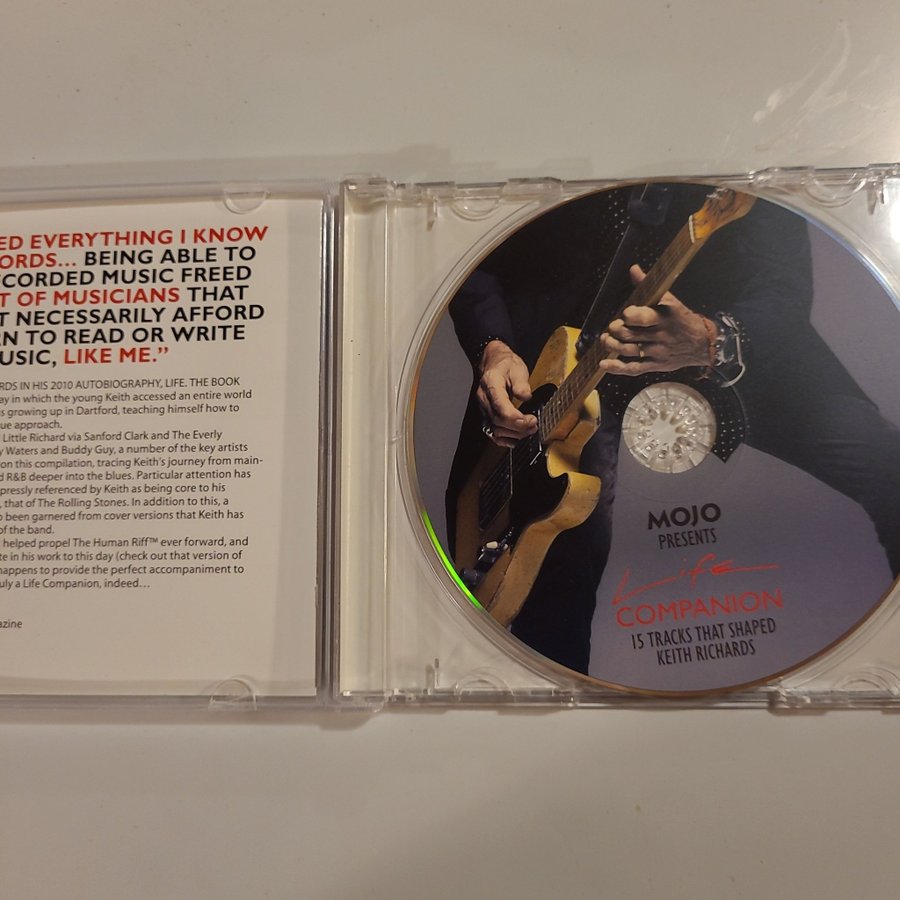 ED EVERYTHING I KNOW
ORDS... BEING ABLE TO
CORDED MUSIC FREED
T OF MUSICIANS THAT
T NECESSARILY AFFORD
RN TO READ OR WRITE
USIC, LIKE ME.”
RDS IN HIS 2010 AUTOBIOGRAPHY, LIFE. THE BOOK
ay in which the young Keith accessed an entire world
s growing up in Dartford, teaching himself how to
ue approach.
Little Richard via Sanford Clark and The Everly
y Waters and Buddy Guy, a number of the key artists
on this compilation, tracing Keith’s journey from main-
d R&B deeper into the blues. Particular attention has
pressly referenced by Keith as being core to his
, that of The Rolling Stones. In addition to this, a
o been garnered from cover versions that Keith has
of the band.
helped propel The Human Riff™ ever forward, and
te in his work to this day (check out that version of
happens to provide the perfect accompaniment to
uly a Life Companion, indeed...
azine
MOJO
PRESENTS
Life
COMPANION
15 TRACKS THAT SHAPED
KEITH RICHARDS